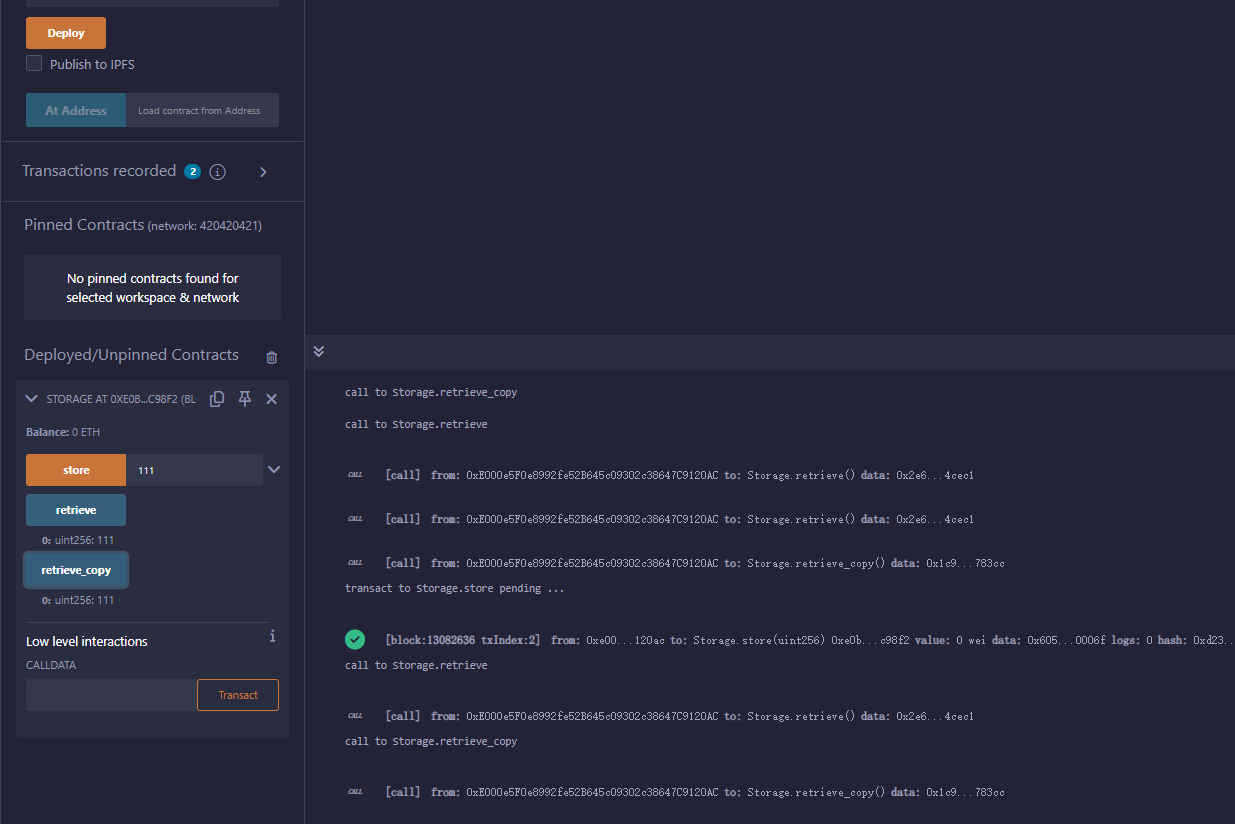 Deploy
Publish to IPFS
At Address Load contract from Address
Transactions recorded 2 i
Pinned Contracts (network: 420420421)
No pinned contracts found for
selected workspace & network
Deployed/Unpinned Contracts
STORAGE AT 0XE0B...C98F2 (BL
Balance: 0 ETH
store 111
retrieve
0: uint256: 111
retrieve_copy
0: uint256: 111
Low level interactions i
CALLDATA
Transact
call to Storage.retrieve_copy
call to Storage.retrieve
CALL [call] from: 0xE000e5F0e8992fe52B645c09302c38647C9120AC to: Storage.retrieve() data: 0x2e6...4cec1
CALL [call] from: 0xE000e5F0e8992fe52B645c09302c38647C9120AC to: Storage.retrieve() data: 0x2e6...4cec1
CALL [call] from: 0xE000e5F0e8992fe52B645c09302c38647C9120AC to: Storage.retrieve_copy() data: 0x1c9...783cc
transact to Storage.store pending ...
[block:13082636 txIndex:2] from: 0xe00...120ac to: Storage.store(uint256) 0xe0b...c98f2 value: 0 wei data: 0x605...0006f logs: 0 hash: 0xd23...
call to Storage.retrieve
CALL [call] from: 0xE000e5F0e8992fe52B645c09302c38647C9120AC to: Storage.retrieve() data: 0x2e6...4cec1
call to Storage.retrieve_copy
CALL [call] from: 0xE000e5F0e8992fe52B645c09302c38647C9120AC to: Storage.retrieve_copy() data: 0x1c9...783cc